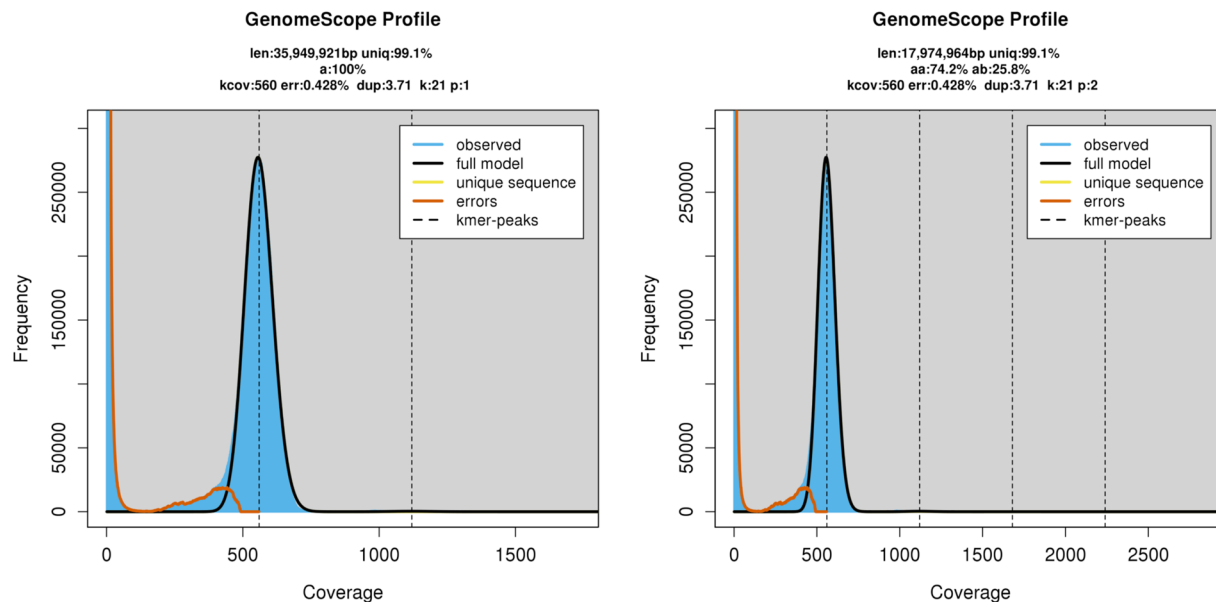 GenomeScope Profile
len:35,949,921bp uniq:99.1%
a:100%
kcov:560 err:0.428% dup:3.71 k:21 p:1
observed
full model
unique sequence
errors
kmer-peaks
Frequency
0
50000
150000
250000
0
500
1000
1500
Coverage
GenomeScope Profile
len:17,974,964bp uniq:99.1%
aa:74.2% ab:25.8%
kcov:560 err:0.428% dup:3.71 k:21 p:2
observed
full model
unique sequence
errors
kmer-peaks
Frequency
0
50000
150000
250000
0
500
1000
1500
2000
2500
Coverage